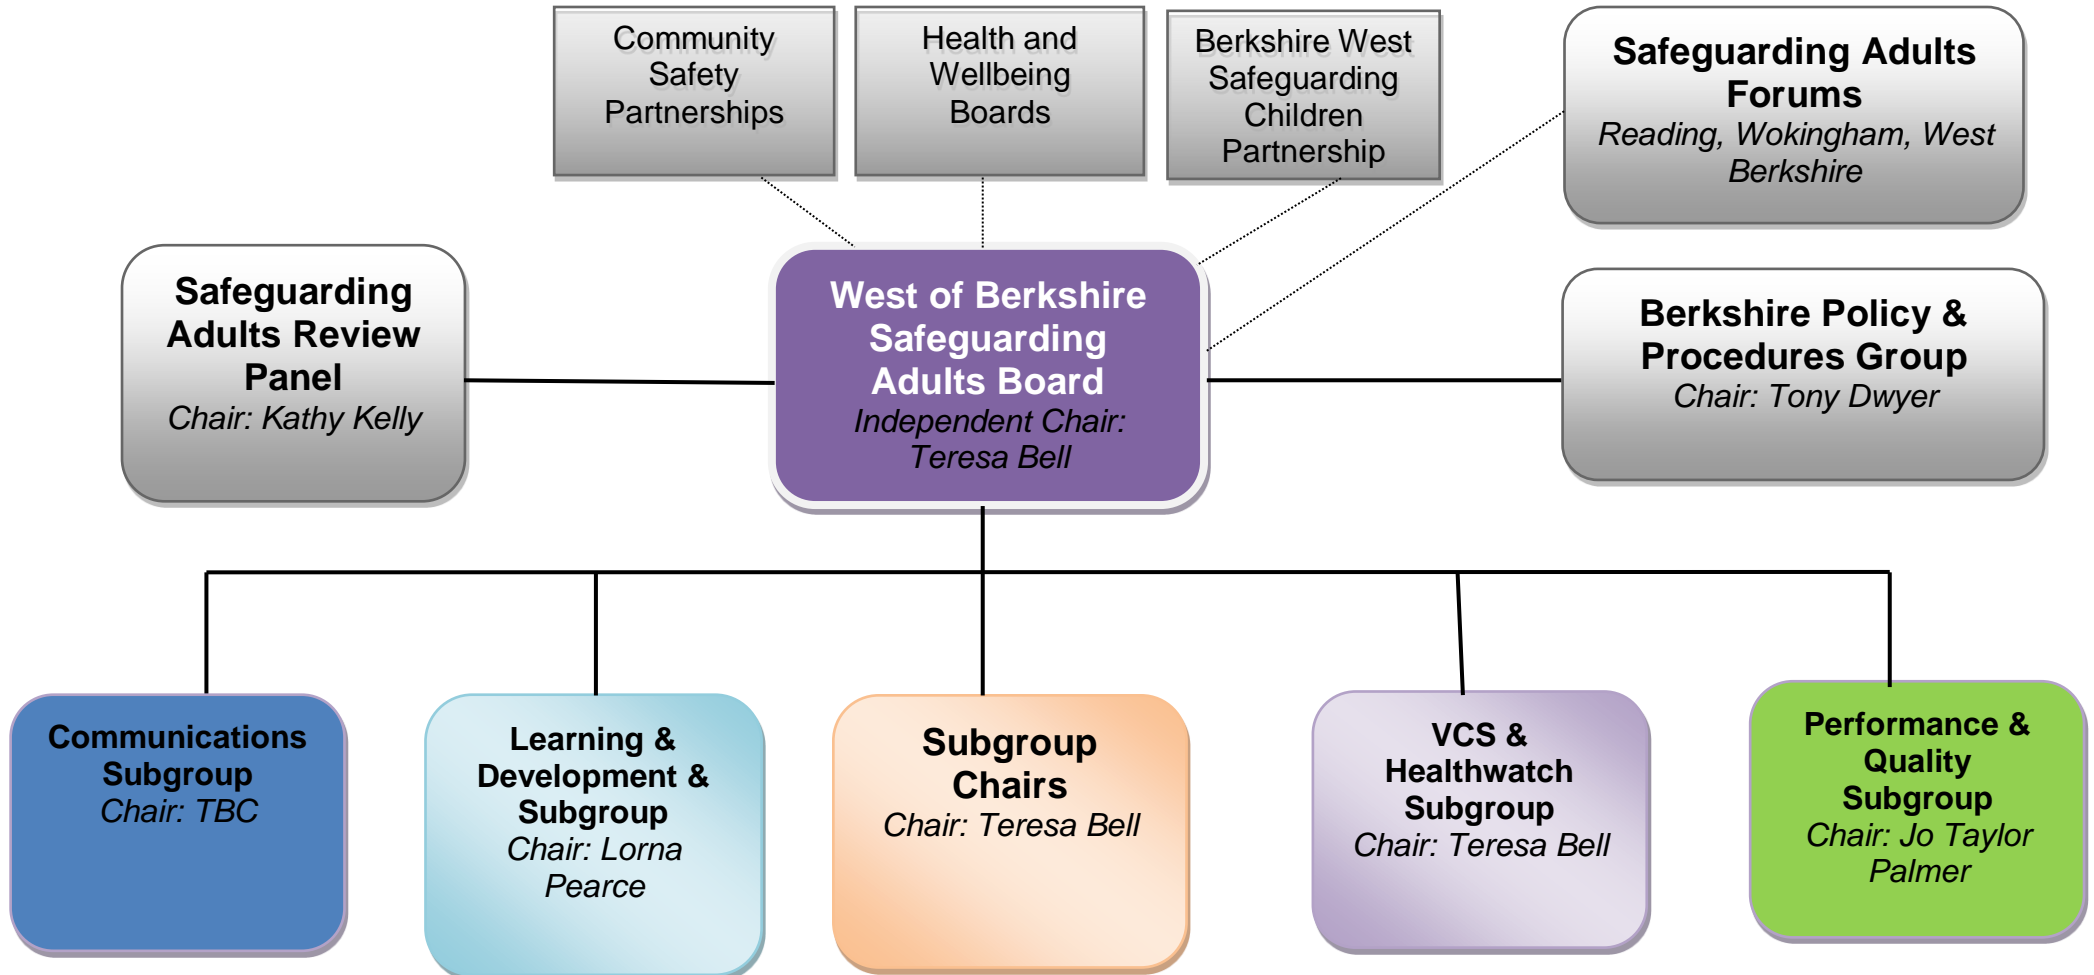 Community
Safety
Partnerships
Health and
Wellbeing
Boards
Berkshire West
Safeguarding
Children
Partnership
Safeguarding Adults
Forums
Reading, Wokingham, West
Berkshire
Safeguarding
Adults Review
Panel
Chair: Kathy Kelly
West of Berkshire
Safeguarding
Adults Board
Independent Chair:
Teresa Bell
Berkshire Policy &
Procedures Group
Chair: Tony Dwyer
Communications
Subgroup
Chair: TBC
Learning &
Development &
Subgroup
Chair: Lorna
Pearce
Subgroup
Chairs
Chair: Teresa Bell
VCS &
Healthwatch
Subgroup
Chair: Teresa Bell
Performance &
Quality
Subgroup
Chair: Jo Taylor
Palmer